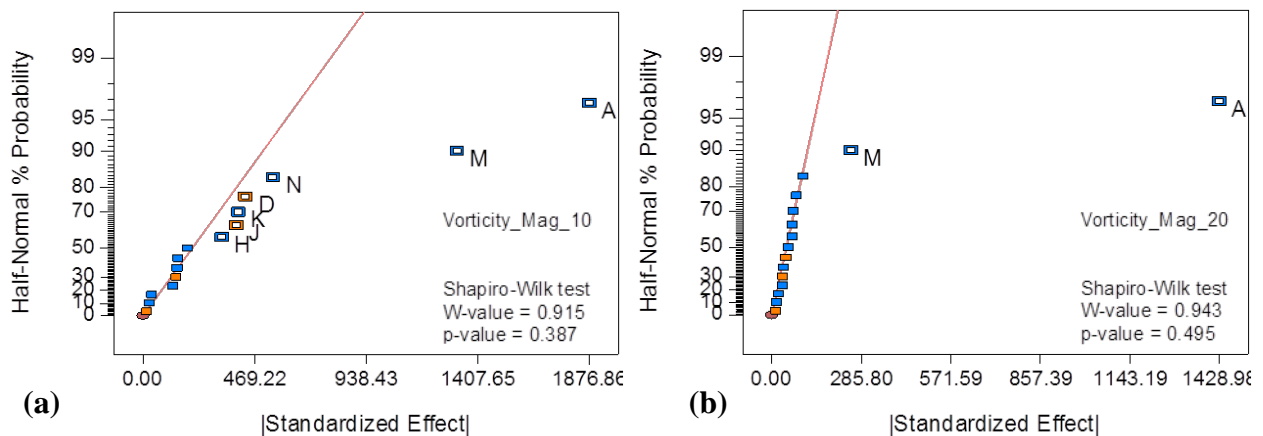 Half-Normal % Probability
99
95
90
80
70
50
30
20
10
0
A
M
N
D
K
J
H
Vorticity_Mag_10
Shapiro-Wilk test
W-value = 0.915
p-value = 0.387
0.00 469.22 938.43 1407.65 1876.86
(a)
|Standardized Effect|
Half-Normal % Probability
99
95
90
80
70
50
30
20
10
0
A
M
Vorticity_Mag_20
Shapiro-Wilk test
W-value = 0.943
p-value = 0.495
0.00 285.80 571.59 857.39 1143.19 1428.98
(b)
|Standardized Effect|